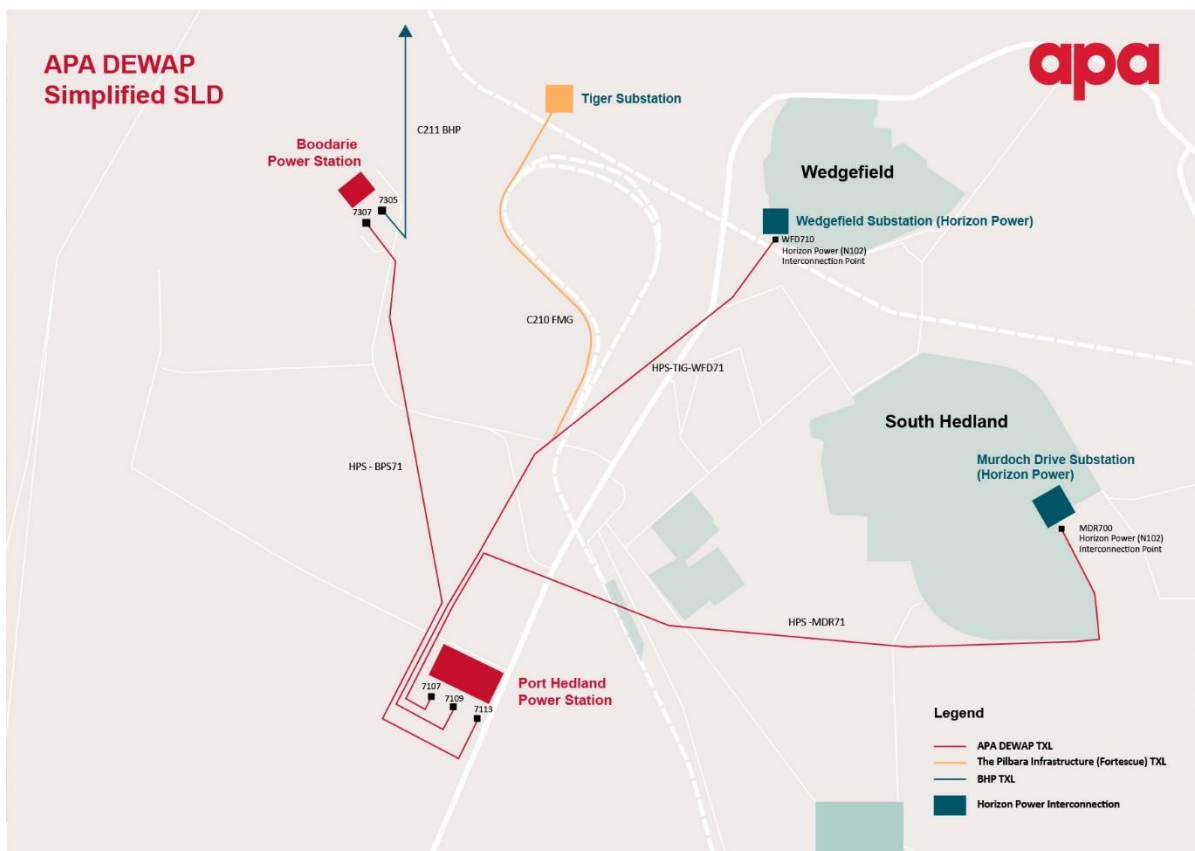 APA DEWAP
Simplified SLD
apa
C211 BHP
Tiger Substation
Boodarie
Power Station
7305
7307
Wedgefield
Wedgefield Substation (Horizon Power)
WFD710
Horizon Power (N102)
Interconnection Point
C210 FMG
HPS-TIG-WFD71
South Hedland
Murdoch Drive Substation
(Horizon Power)
HPS - BPS71
MDR700
Horizon Power (N102)
Interconnection Point
HPS -MDR71
Port Hedland
Power Station
7107
7109
7113
Legend
APA DEWAP TXL
The Pilbara Infrastructure (Fortescue) TXL
BHP TXL
Horizon Power Interconnection